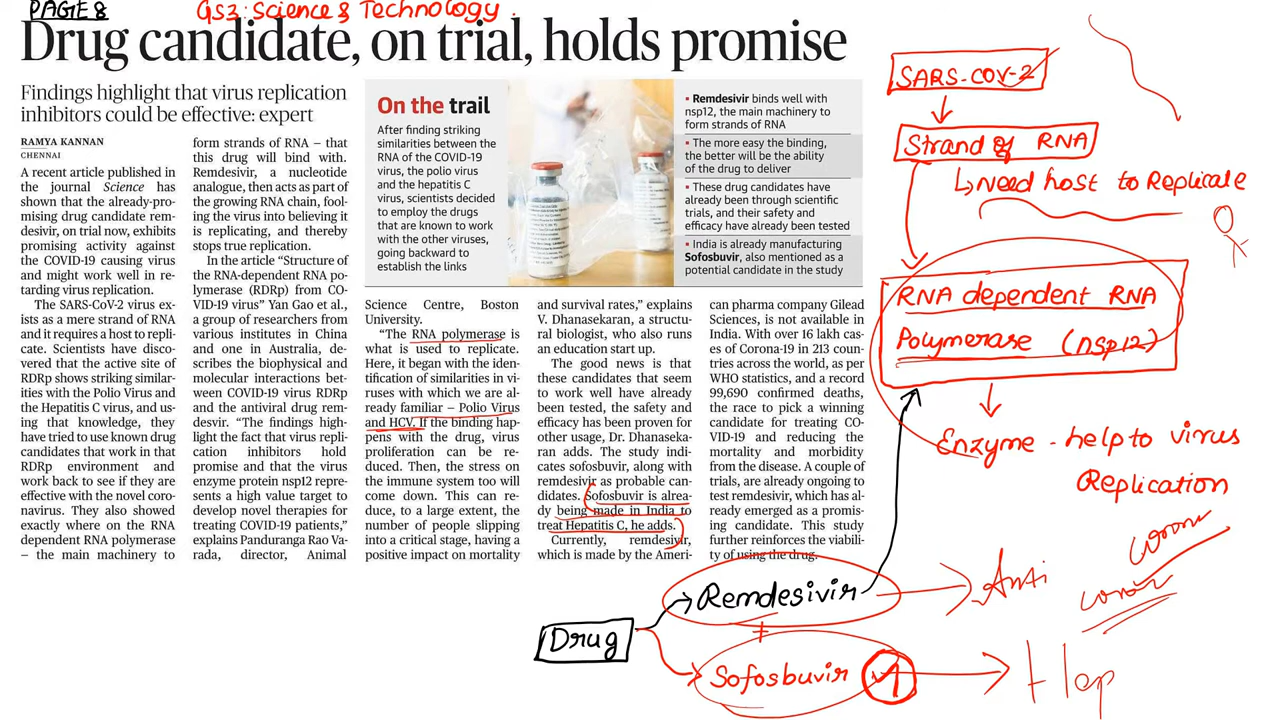 PAGE 8
GS3: Science & Technology.
Drug candidate, on trial, holds promise
Findings highlight that virus replication
inhibitors could be effective: expert
RAMYA KANNAN
CHENNAI
A recent article published in
the journal Science has
shown that the already-pro-
mising drug candidate rem-
desivir, on trial now, exhibits
promising activity against
the COVID-19 causing virus
and might work well in re-
tarding virus replication.
The SARS-CoV-2 virus ex-
ists as a mere strand of RNA
and it requires a host to repli-
cate. Scientists have disco-
vered that the active site of
RDRp shows striking similar-
ities with the Polio Virus and
the Hepatitis C virus, and us-
ing that knowledge, they
have tried to use known drug
candidates that work in that
RDRp environment and
work back to see if they are
effective with the novel coro-
navirus. They also showed
exactly where on the RNA
dependent RNA polymerase
– the main machinery to
form strands of RNA – that
this drug will bind with.
Remdesivir, a nucleotide
analogue, then acts as part of
the growing RNA chain, fool-
ing the virus into believing it
is replicating, and thereby
stops true replication.
In the article "Structure of
the RNA-dependent RNA po-
lymerase (RDRp) from CO-
VID-19 virus" Yan Gao et al.,
a group of researchers from
various institutes in China
and one in Australia, de-
scribes the biophysical and
molecular interactions bet-
ween COVID-19 virus RDRp
and the antiviral drug rem-
desivir. "The findings high-
light the fact that virus repli-
cation inhibitors hold
promise and that the virus
enzyme protein nsp12 repre-
sents a high value target to
develop novel therapies for
treating COVID-19 patients,"
explains Panduranga Rao Va-
rada, director, Animal
On the trail
After finding striking
similarities between the
RNA of the COVID-19
virus, the polio virus
and the hepatitis C
virus, scientists decided
to employ the drugs
that are known to work
with the other viruses,
going backward to
establish the links
▪ Remdesivir binds well with
nsp12, the main machinery to
form strands of RNA
▪ The more easy the binding,
the better will be the ability
of the drug to deliver
▪ These drug candidates have
already been through scientific
trials, and their safety and
efficacy have already been tested
▪ India is already manufacturing
Sofosbuvir, also mentioned as a
potential candidate in the study
Science Centre, Boston
University.
"The RNA polymerase is
what is used to replicate.
Here, it began with the iden-
tification of similarities in vi-
ruses with which we are al-
ready familiar – Polio Virus
and HCV. If the binding hap-
pens with the drug, virus
proliferation can be re-
duced. Then, the stress on
the immune system too will
come down. This can re-
duce, to a large extent, the
number of people slipping
into a critical stage, having a
positive impact on mortality
and survival rates," explains
V. Dhanasekaran, a structu-
ral biologist, who also runs
an education start up.
The good news is that
these candidates that seem
to work well have already
been tested, the safety and
efficacy has been proven for
other usage, Dr. Dhanaseka-
ran adds. The study indi-
cates sofosbuvir, along with
remdesivir as probable can-
didates. Sofosbuvir is alrea-
dy being made in India to
treat Hepatitis C, he adds.
Currently, remdesivir,
which is made by the Ameri-
can pharma company Gilead
Sciences, is not available in
India. With over 16 lakh cas-
es of Corona-19 in 213 coun-
tries across the world, as per
WHO statistics, and a record
99,690 confirmed deaths,
the race to pick a winning
candidate for treating CO-
VID-19 and reducing the
mortality and morbidity
from the disease. A couple of
trials, are already ongoing to
test remdesivir, which has al-
ready emerged as a promis-
ing candidate. This study
further reinforces the viabili-
ty of using the drug.
SARS-COV-2
Strand of RNA
Need host to Replicate
RNA dependent RNA
Polymerase (nsp12)
Enzyme - help to virus
Replication
Drug
Remdesivir
Anti
Sofosbuvir
Hep